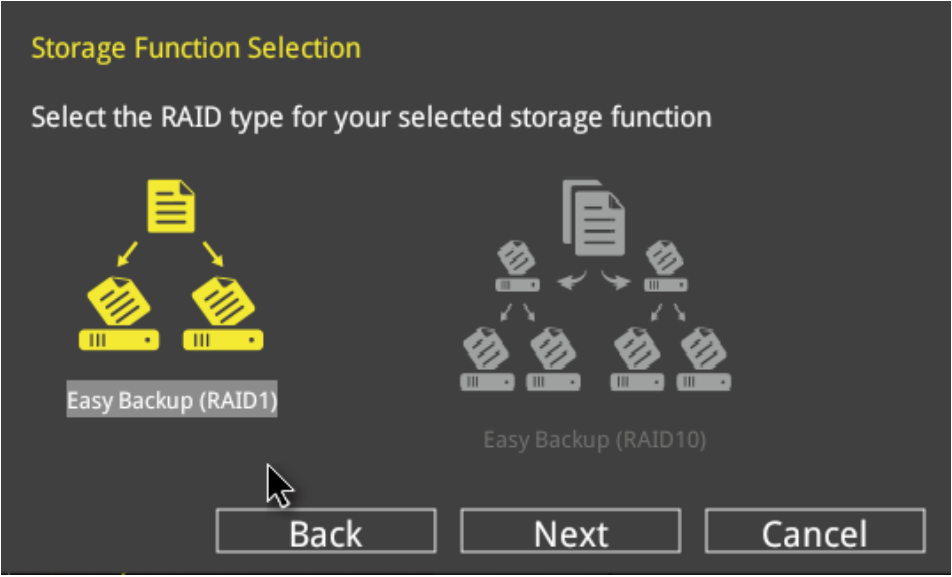 Storage Function Selection
Select the RAID type for your selected storage function
Easy Backup (RAID1)
Easy Backup (RAID10)
Back
Next
Cancel